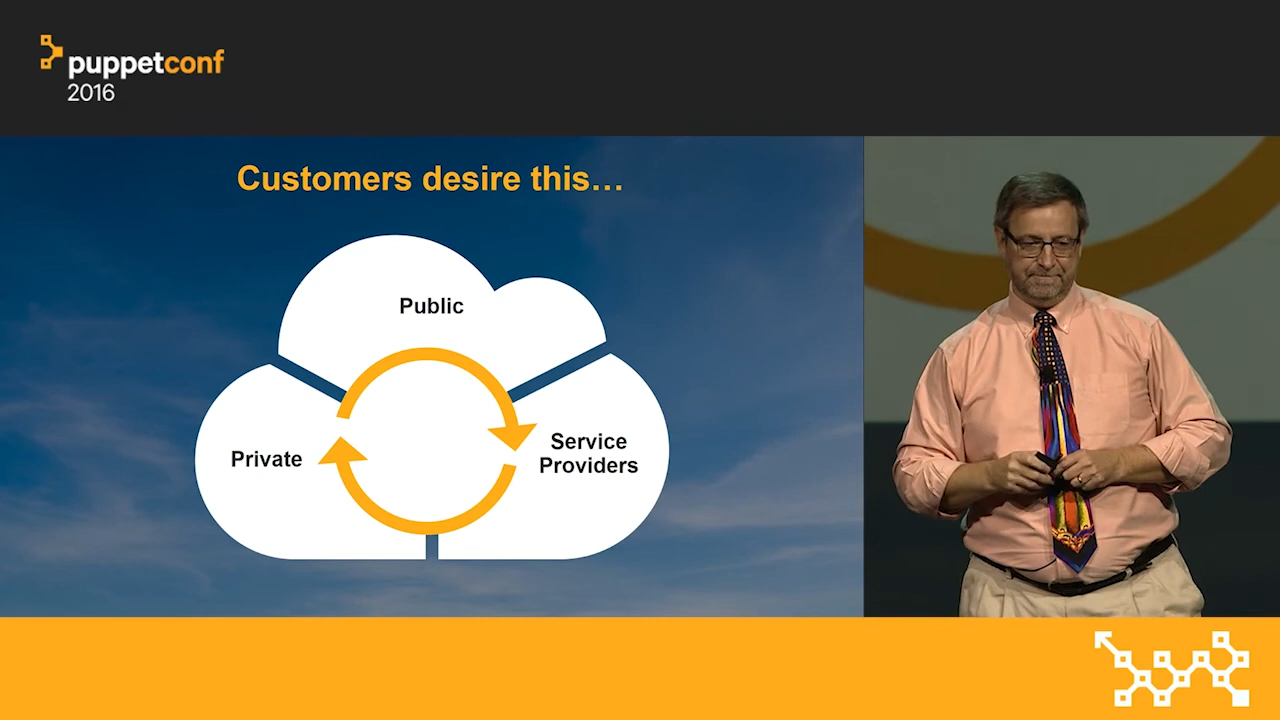 puppetconf
2016
Customers desire this…
Public
Private
Service
Providers